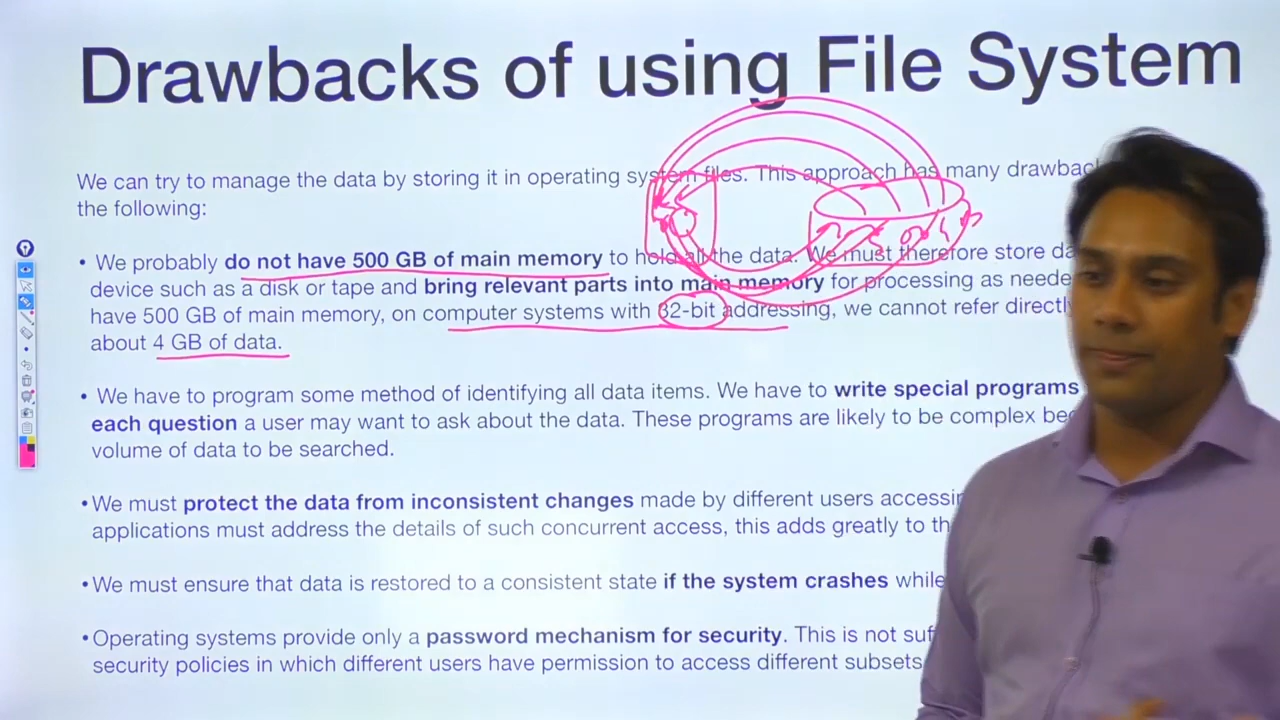 Drawbacks of using File System
We can try to manage the data by storing it in operating system files. This approach has many drawbac
the following:
• We probably do not have 500 GB of main memory to hold all the data. We must therefore store da
device such as a disk or tape and bring relevant parts into main memory for processing as neede
have 500 GB of main memory, on computer systems with 32-bit addressing, we cannot refer directl
about 4 GB of data.
• We have to program some method of identifying all data items. We have to write special programs
each question a user may want to ask about the data. These programs are likely to be complex bec
volume of data to be searched.
• We must protect the data from inconsistent changes made by different users accessin
applications must address the details of such concurrent access, this adds greatly to th
• We must ensure that data is restored to a consistent state if the system crashes while
• Operating systems provide only a password mechanism for security. This is not suf
security policies in which different users have permission to access different subsets